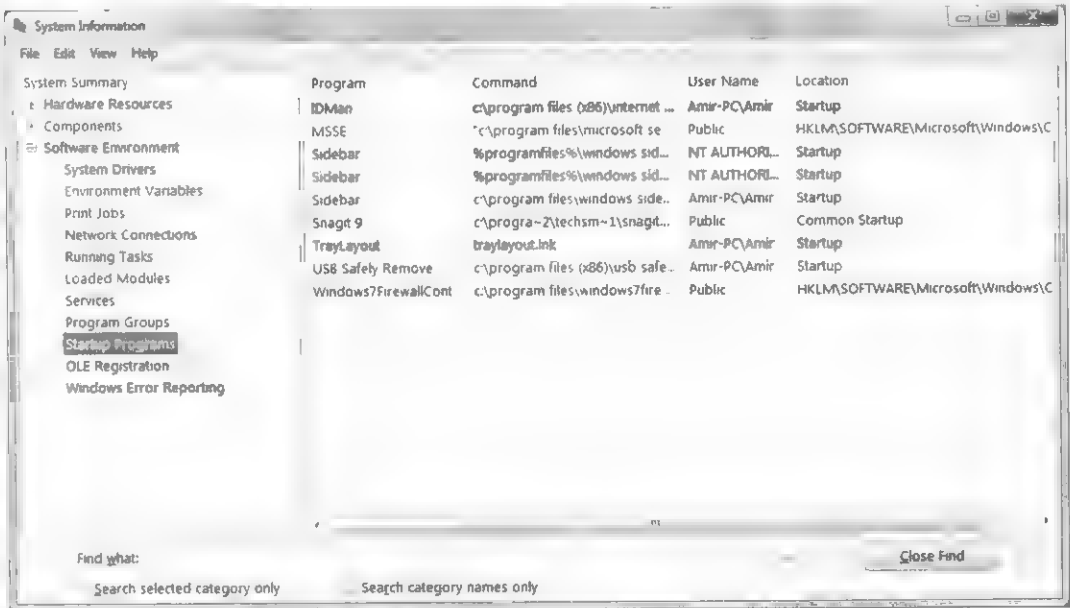 System Information
File Edit View Help
System Summary
Hardware Resources
Components
Software Environment
System Drivers
Environment Variables
Print Jobs
Network Connections
Running Tasks
Loaded Modules
Services
Program Groups
Startup Programs
OLE Registration
Windows Error Reporting
Program Command User Name Location
IDMan c:\program files (x86)\internet ... Amir-PC\Amir Startup
MSSE "c:\program files\microsoft se Public HKLM\SOFTWARE\Microsoft\Windows\C
Sidebar %programfiles%\windows sid... NT AUTHORI... Startup
Sidebar %programfiles%\windows sid... NT AUTHORI... Startup
Sidebar c:\program files\windows side.. Amir-PC\Amir Startup
Snagit 9 c:\progra~2\techsm~1\snagit... Public Common Startup
TrayLayout traylayout.lnk Amir-PC\Amir Startup
USB Safely Remove c:\program files (x86)\usb safe.. Amir-PC\Amir Startup
Windows7FirewallCont c:\program files\windows7fire .. Public HKLM\SOFTWARE\Microsoft\Windows\C
Find what:
Close Find
Search selected category only Search category names only